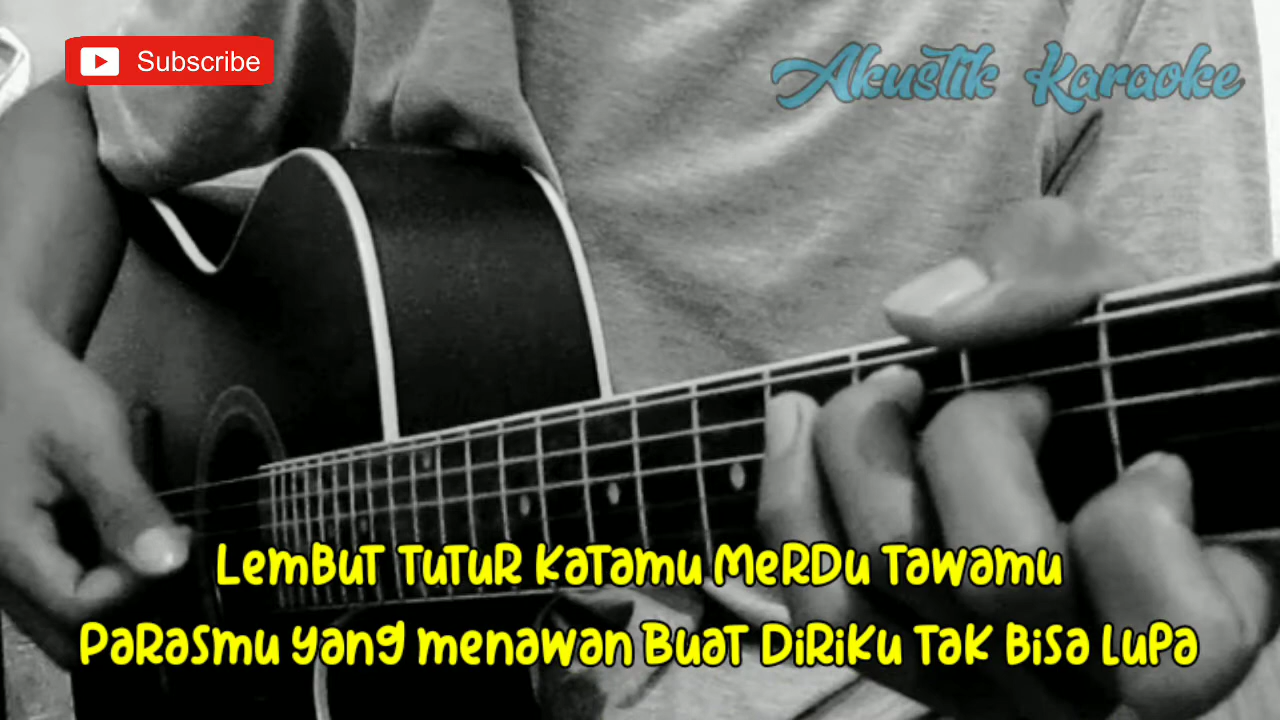 Subscribe
Akustik Karaoke
Lembut tutur katamu merdu tawamu
Parasmu yang menawan buat diriku tak bisa lupa